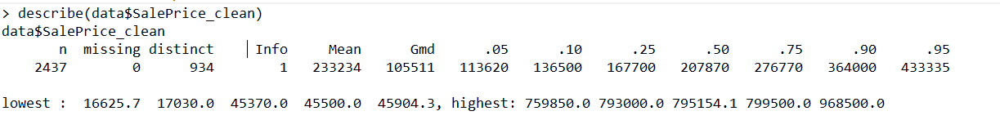 > describe(data$SalePrice_clean)
data$SalePrice_clean
n missing distinct Info Mean Gmd .05 .10 .25 .50 .75 .90 .95
2437 0 934 1 233234 105511 113620 136500 167700 207870 276770 364000 433335
lowest : 16625.7 17030.0 45370.0 45500.0 45904.3, highest: 759850.0 793000.0 795154.1 799500.0 968500.0